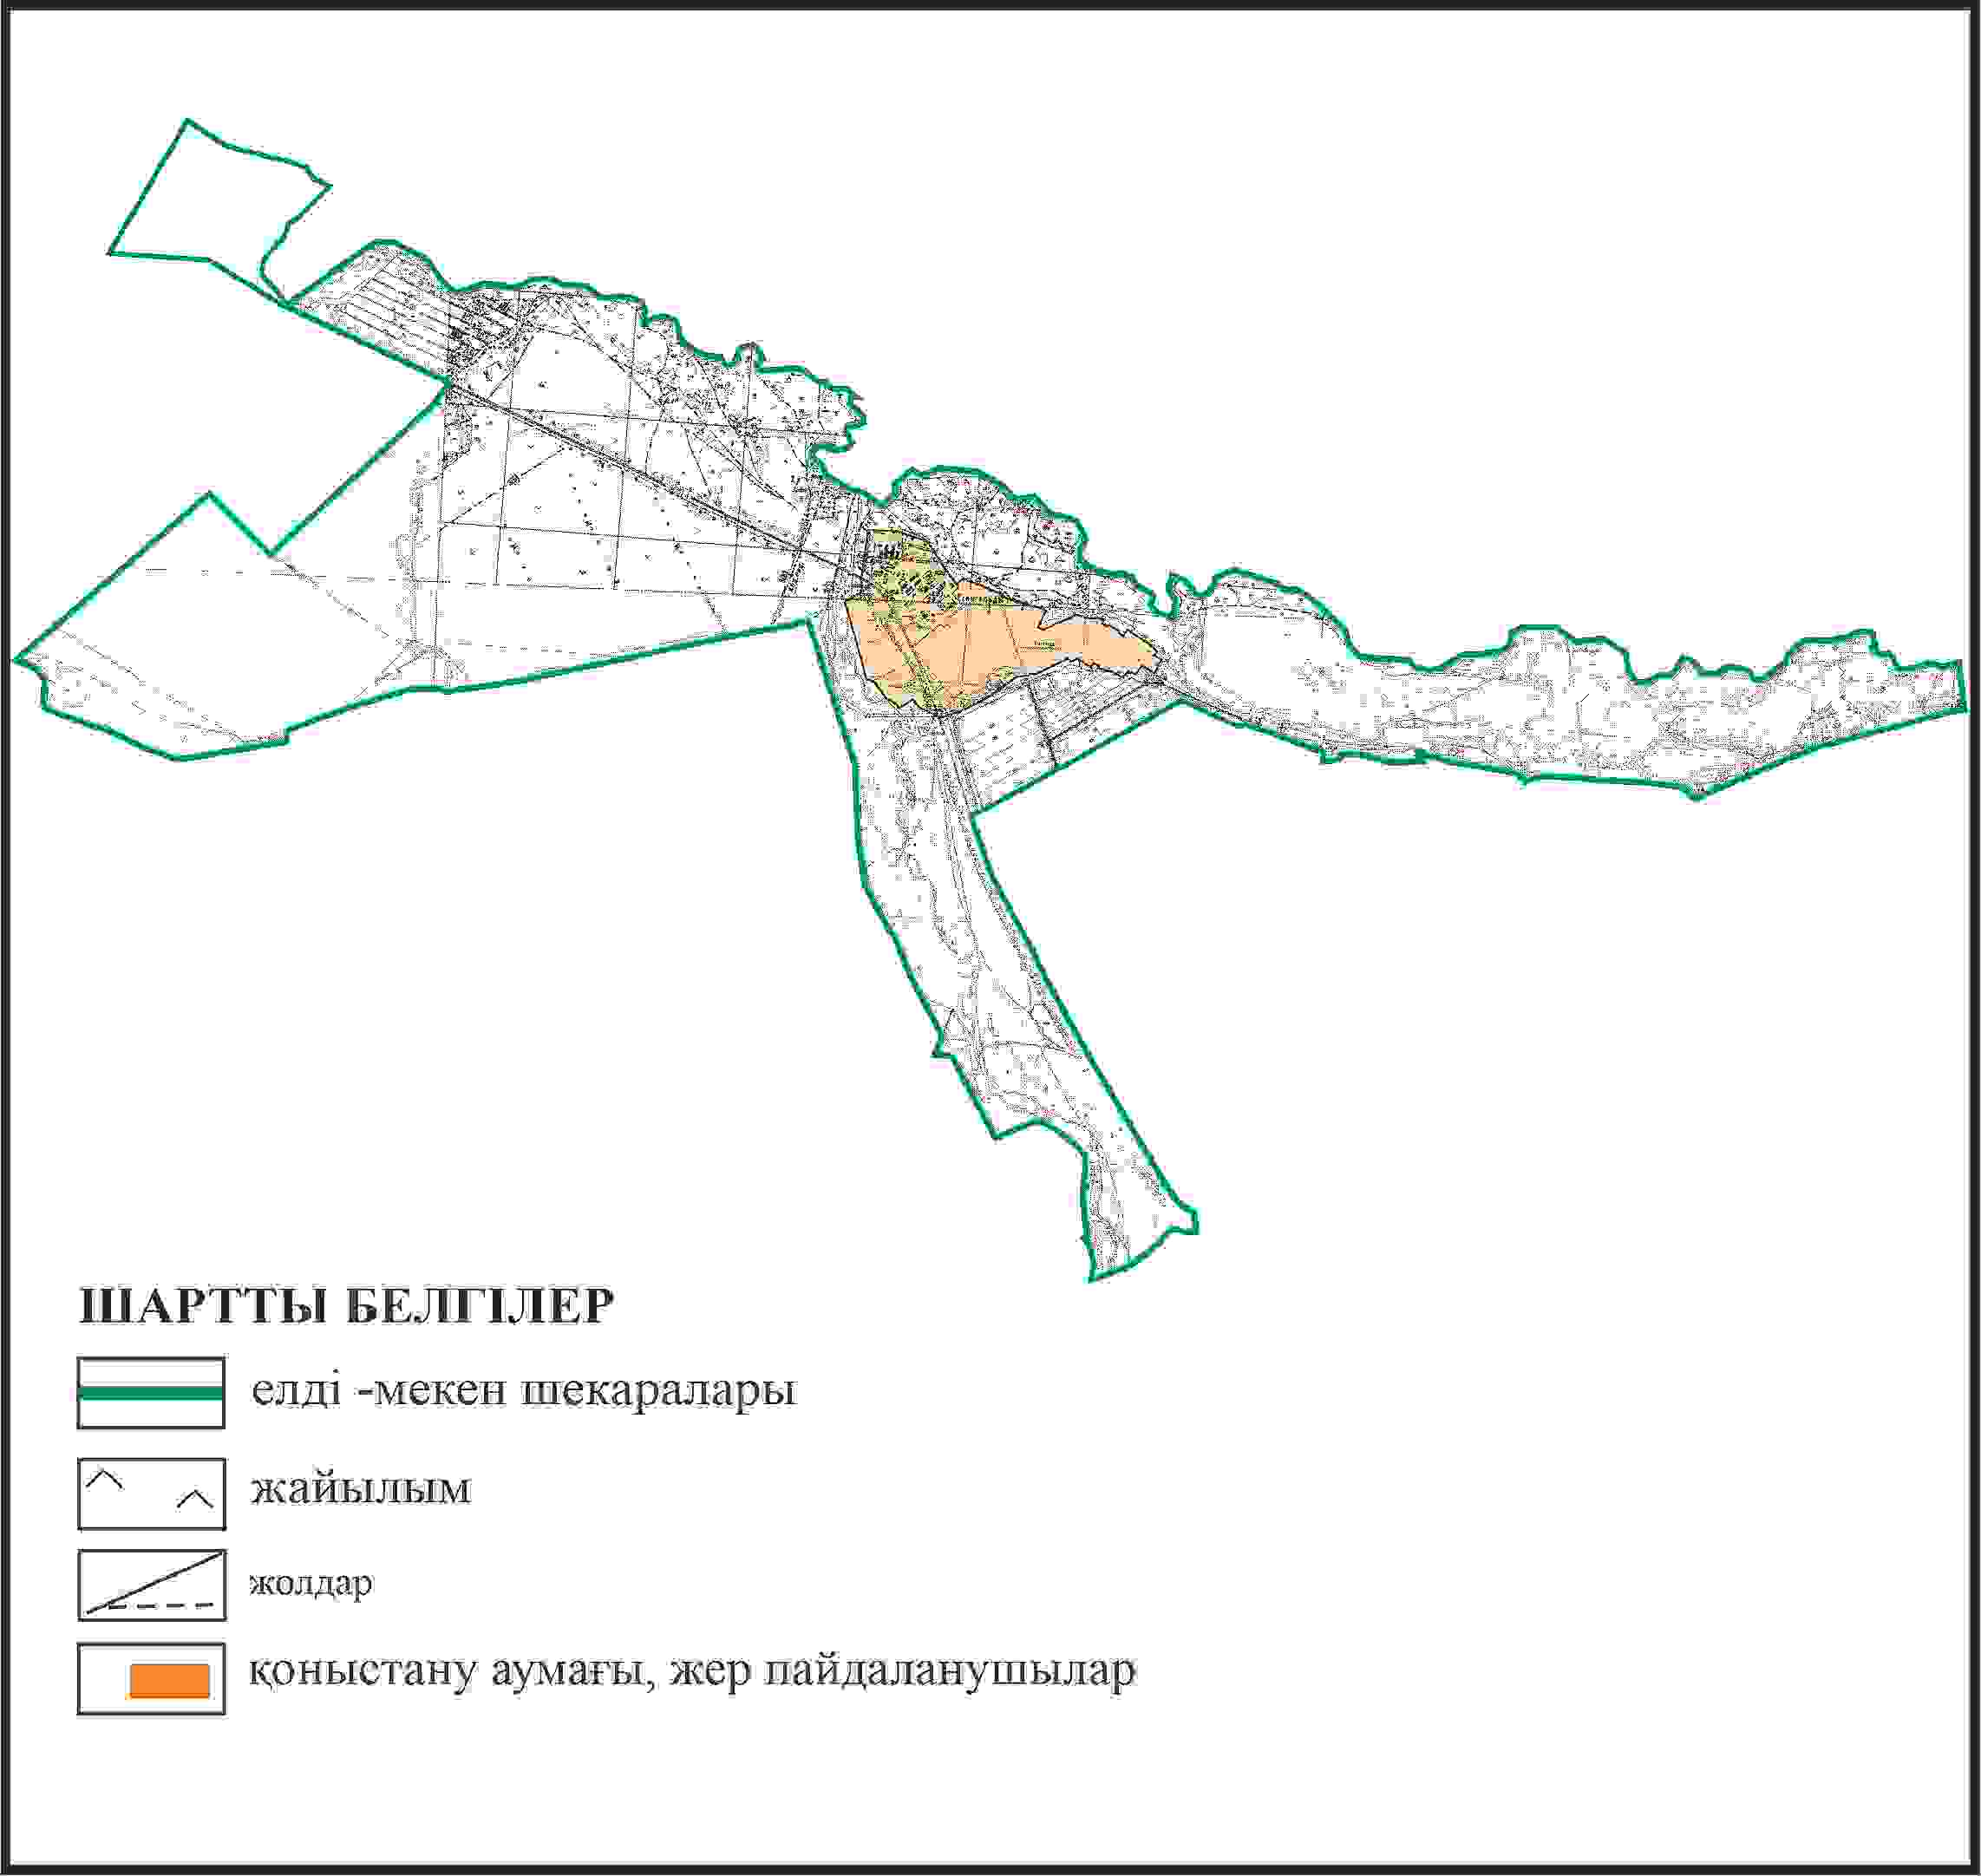 ШАРТТЫ БЕЛГІЛЕР
елді -мекен шекаралары
жайылым
жолдар
қоныстану аумағы, жер пайдаланушылар